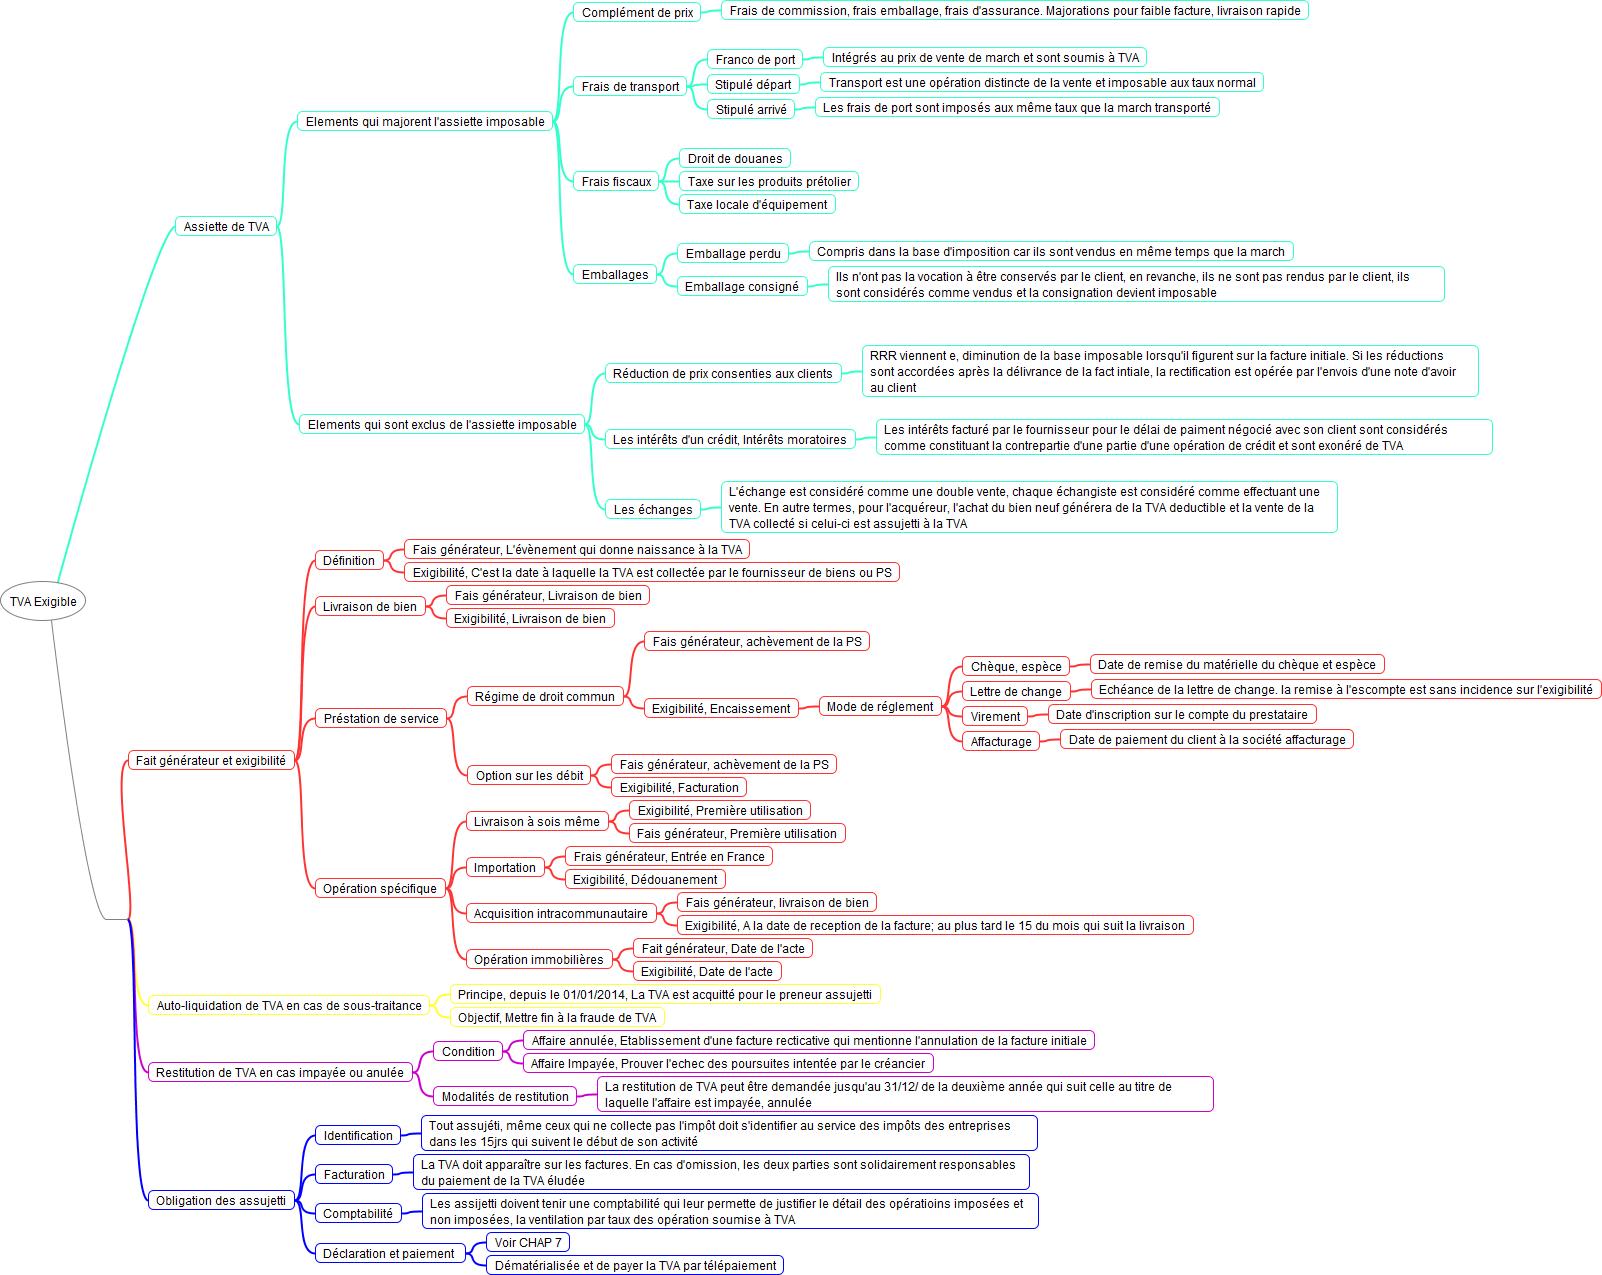 Complément de prix
Frais de commission, frais emballage, frais d'assurance. Majorations pour faible facture, livraison rapide
Franco de port
Intégrés au prix de vente de march et sont soumis à TVA
Frais de transport
Stipulé départ
Transport est une opération distincte de la vente et imposable aux taux normal
Stipulé arrivé
Les frais de port sont imposés aux même taux que la march transporté
Elements qui majorent l'assiette imposable
Droit de douanes
Frais fiscaux
Taxe sur les produits prétolier
Taxe locale d'équipement
Assiette de TVA
Emballage perdu
Compris dans la base d'imposition car ils sont vendus en même temps que la march
Emballages
Emballage consigné
Ils n'ont pas la vocation à être conservés par le client, en revanche, ils ne sont pas rendus par le client, ils
sont considérés comme vendus et la consignation devient imposable
Réduction de prix consenties aux clients
RRR viennent e, diminution de la base imposable lorsqu'il figurent sur la facture initiale. Si les réductions
sont accordées après la délivrance de la fact intiale, la rectification est opérée par l'envois d'une note d'avoir
au client
Elements qui sont exclus de l'assiette imposable
Les intérêts d'un crédit, Intérêts moratoires
Les intérêts facturé par le fournisseur pour le délai de paiment négocié avec son client sont considérés
comme constituant la contrepartie d'une partie d'une opération de crédit et sont exonéré de TVA
Les échanges
L'échange est considéré comme une double vente, chaque échangiste est considéré comme effectuant une
vente. En autre termes, pour l'acquéreur, l'achat du bien neuf générera de la TVA deductible et la vente de la
TVA collecté si celui-ci est assujetti à la TVA
TVA Exigible
Définition
Fais générateur, L'évènement qui donne naissance à la TVA
Exigibilité, C'est la date à laquelle la TVA est collectée par le fournisseur de biens ou PS
Livraison de bien
Fais générateur, Livraison de bien
Exigibilité, Livraison de bien
Fais générateur, achèvement de la PS
Régime de droit commun
Exigibilité, Encaissement
Mode de réglement
Chèque, espèce
Date de remise du matérielle du chèque et espèce
Lettre de change
Echéance de la lettre de change. la remise à l'escompte est sans incidence sur l'exigibilité
Virement
Date d'inscription sur le compte du prestataire
Affacturage
Date de paiement du client à la société affacturage
Préstation de service
Fait générateur et exigibilité
Option sur les débit
Fais générateur, achèvement de la PS
Exigibilité, Facturation
Livraison à sois même
Exigibilité, Première utilisation
Fais générateur, Première utilisation
Importation
Frais générateur, Entrée en France
Exigibilité, Dédouanement
Opération spécifique
Acquisition intracommunautaire
Fais générateur, livraison de bien
Exigibilité, A la date de reception de la facture; au plus tard le 15 du mois qui suit la livraison
Opération immobilières
Fait générateur, Date de l'acte
Exigibilité, Date de l'acte
Auto-liquidation de TVA en cas de sous-traitance
Principe, depuis le 01/01/2014, La TVA est acquitté pour le preneur assujetti
Objectif, Mettre fin à la fraude de TVA
Restitution de TVA en cas impayée ou anulée
Condition
Affaire annulée, Etablissement d'une facture recticative qui mentionne l'annulation de la facture initiale
Affaire Impayée, Prouver l'echec des poursuites intentée par le créancier
Modalités de restitution
La restitution de TVA peut être demandée jusqu'au 31/12/ de la deuxième année qui suit celle au titre de
laquelle l'affaire est impayée, annulée
Identification
Tout assujéti, même ceux qui ne collecte pas l'impôt doit s'identifier au service des impôts des entreprises
dans les 15jrs qui suivent le début de son activité
Facturation
La TVA doit apparaître sur les factures. En cas d'omission, les deux parties sont solidairement responsables
du paiement de la TVA éludée
Obligation des assujetti
Comptabilité
Les assijetti doivent tenir une comptabilité qui leur permette de justifier le détail des opératioins imposées et
non imposées, la ventilation par taux des opération soumise à TVA
Déclaration et paiement
Voir CHAP 7
Dématérialisée et de payer la TVA par télépaiement